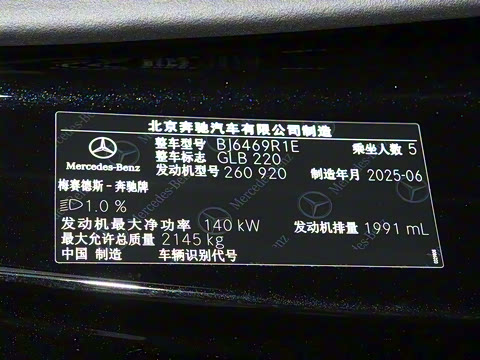 北京奔驰汽车有限公司制造
Mercedes-Benz
整车型号 BJ6469R1E 乘坐人数 5
整车标志 GLB 220
发动机型号 260 920 制造年月 2025-06
梅赛德斯-奔驰牌
1.0 %
发动机最大净功率 140 kW 发动机排量 1991 mL
最大允许总质量 2145 kg
中国 制造 车辆识别代号